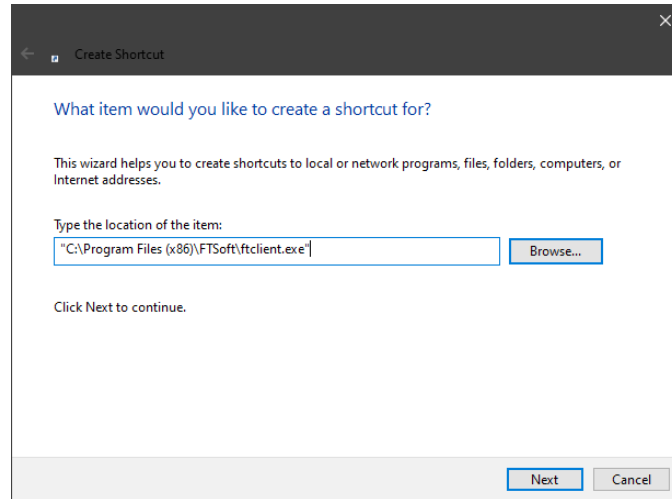 Create Shortcut
What item would you like to create a shortcut for?
This wizard helps you to create shortcuts to local or network programs, files, folders, computers, or
Internet addresses.
Type the location of the item:
"C:\Program Files (x86)\FTSoft\ftclient.exe"
Browse...
Click Next to continue.
Next
Cancel